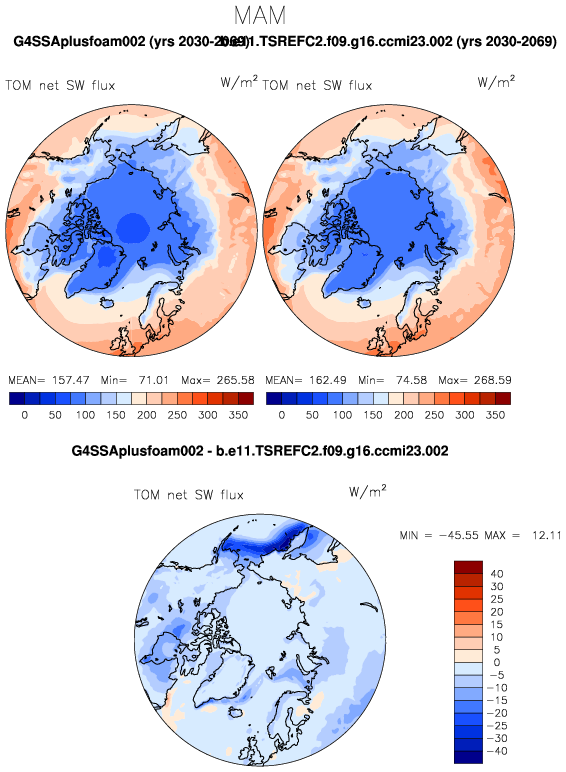 MAM
G4SSAplusfoam002 (yrs 2030-2069) b.e11.TSREFC2.f09.g16.ccmi23.002 (yrs 2030-2069)
TOM net SW flux W/m² TOM net SW flux W/m²
MEAN= 157.47 Min= 71.01 Max= 265.58 MEAN= 162.49 Min= 74.58 Max= 268.59
0 50 100 150 200 250 300 350 0 50 100 150 200 250 300 350
G4SSAplusfoam002 - b.e11.TSREFC2.f09.g16.ccmi23.002
TOM net SW flux W/m²
MIN = -45.55 MAX = 12.11
40
30
25
20
15
10
5
0
-5
-10
-15
-20
-25
-30
-40